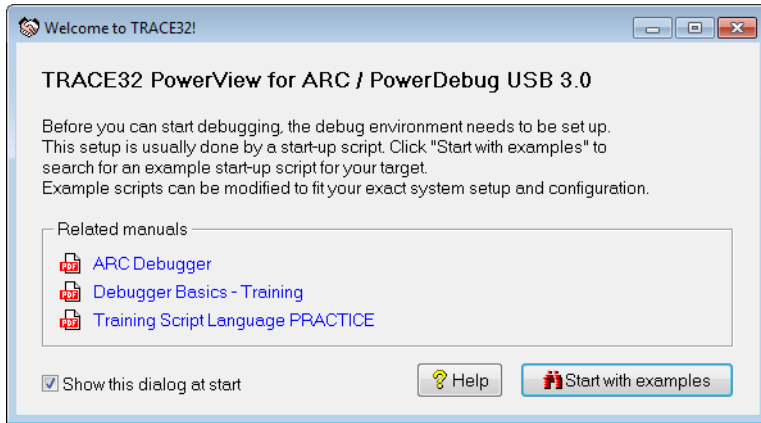 Welcome to TRACE32!
TRACE32 PowerView for ARC / PowerDebug USB 3.0
Before you can start debugging, the debug environment needs to be set up.
This setup is usually done by a start-up script. Click "Start with examples" to
search for an example start-up script for your target.
Example scripts can be modified to fit your exact system setup and configuration.
Related manuals
PDF ARC Debugger
PDF Debugger Basics - Training
PDF Training Script Language PRACTICE
Show this dialog at start
? Help
Start with examples